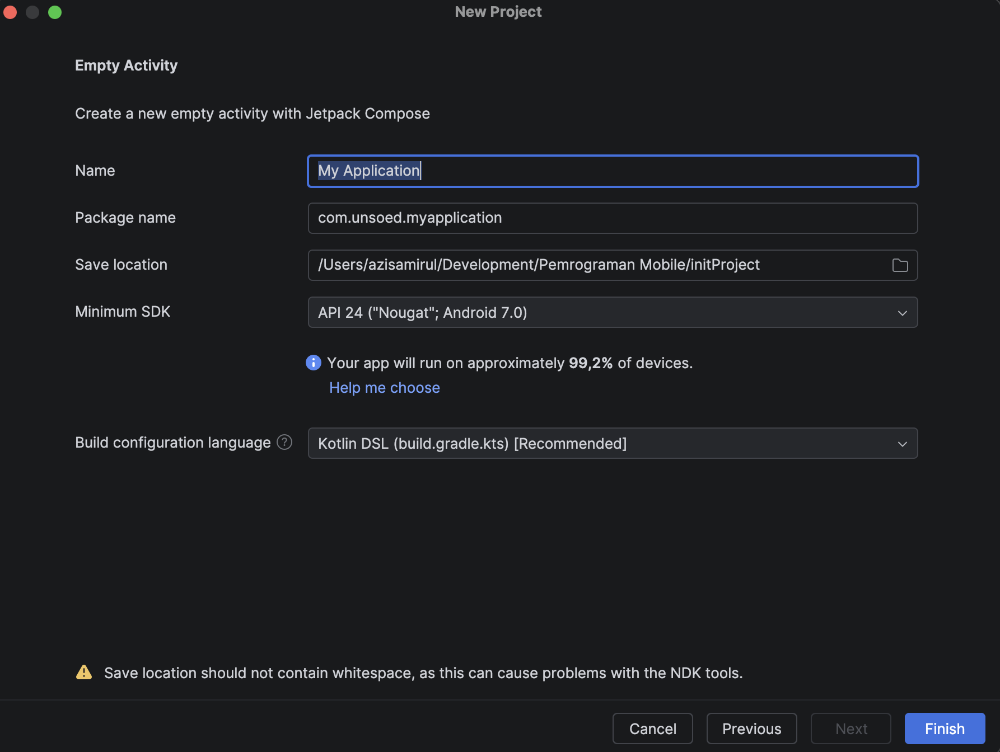 New Project
Empty Activity
Create a new empty activity with Jetpack Compose
Name
My Application
Package name
com.unsoed.myapplication
Save location
/Users/azisamirul/Development/Pemrograman Mobile/initProject
Minimum SDK
API 24 ("Nougat"; Android 7.0)
Your app will run on approximately 99,2% of devices.
Help me choose
Build configuration language ?
Kotlin DSL (build.gradle.kts) [Recommended]
Save location should not contain whitespace, as this can cause problems with the NDK tools.
Cancel
Previous
Next
Finish